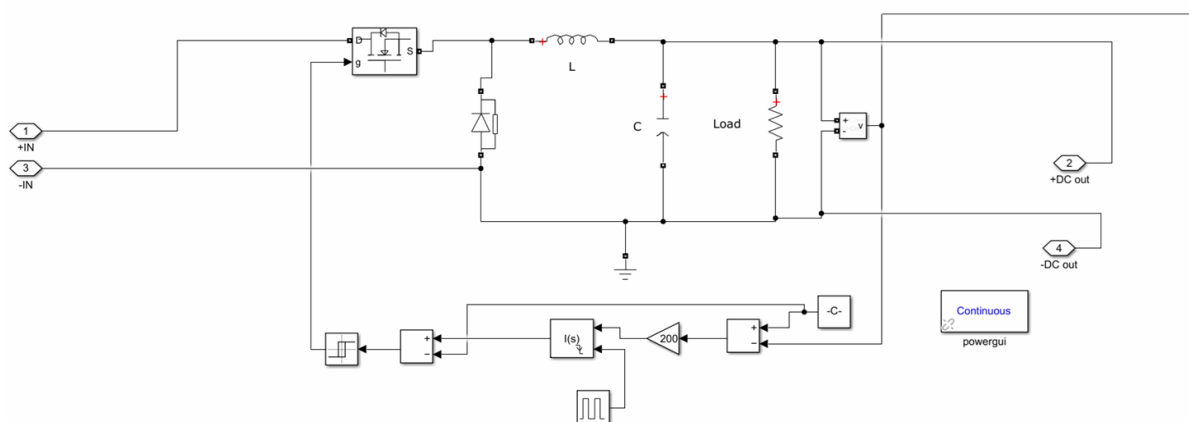 D
S
g
+
L
1
+IN
3
-IN
+
C
Load
+
+
-
v
2
+DC out
4
-DC out
-C-
Continuous
powergui
+
−
I(s)
200
+
−